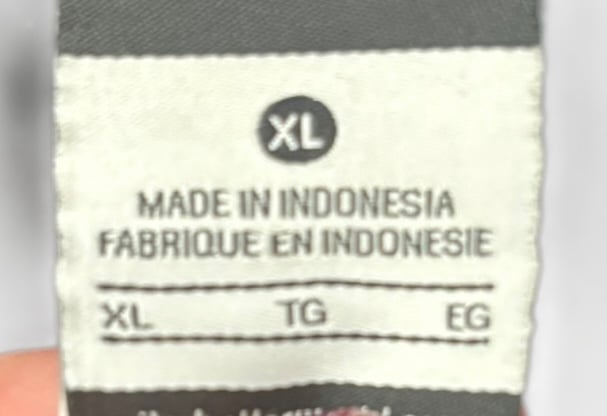 XL
MADE IN INDONESIA
FABRIQUE EN INDONESIE
XL TG EG